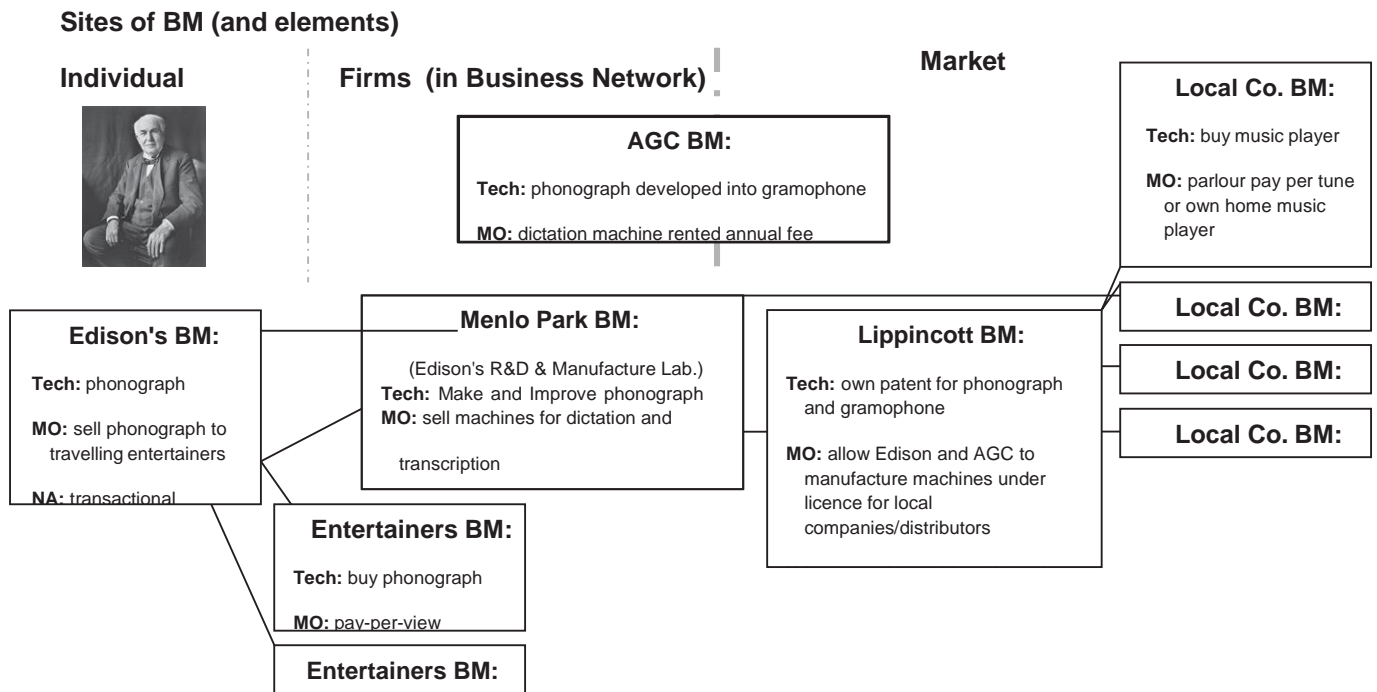 Sites of BM (and elements)
Individual
Firms (in Business Network)
Market
AGC BM:
Tech: phonograph developed into gramophone
MO: dictation machine rented annual fee
Local Co. BM:
Tech: buy music player
MO: parlour pay per tune
or own home music
player
Edison's BM:
Tech: phonograph
MO: sell phonograph to
travelling entertainers
NA: transactional
Menlo Park BM:
(Edison's R&D & Manufacture Lab.)
Tech: Make and Improve phonograph
MO: sell machines for dictation and
transcription
Lippincott BM:
Tech: own patent for phonograph
and gramophone
MO: allow Edison and AGC to
manufacture machines under
licence for local
companies/distributors
Local Co. BM:
Local Co. BM:
Local Co. BM:
Entertainers BM:
Tech: buy phonograph
MO: pay-per-view
Entertainers BM: